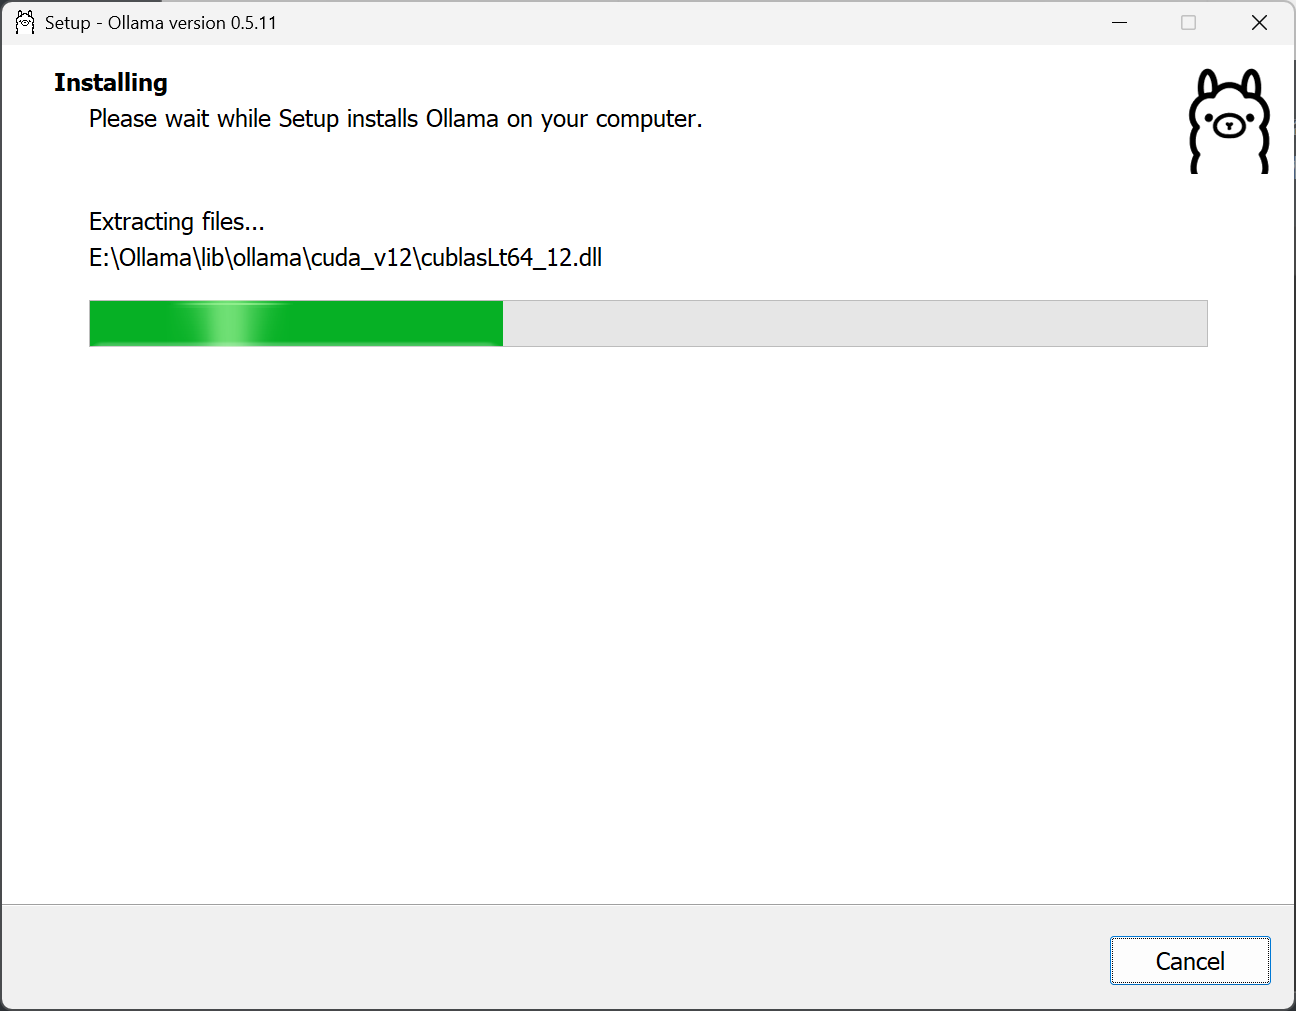 Setup - Ollama version 0.5.11
Installing
Please wait while Setup installs Ollama on your computer.
Extracting files...
E:\Ollama\lib\ollama\cuda_v12\cublasLt64_12.dll
Cancel